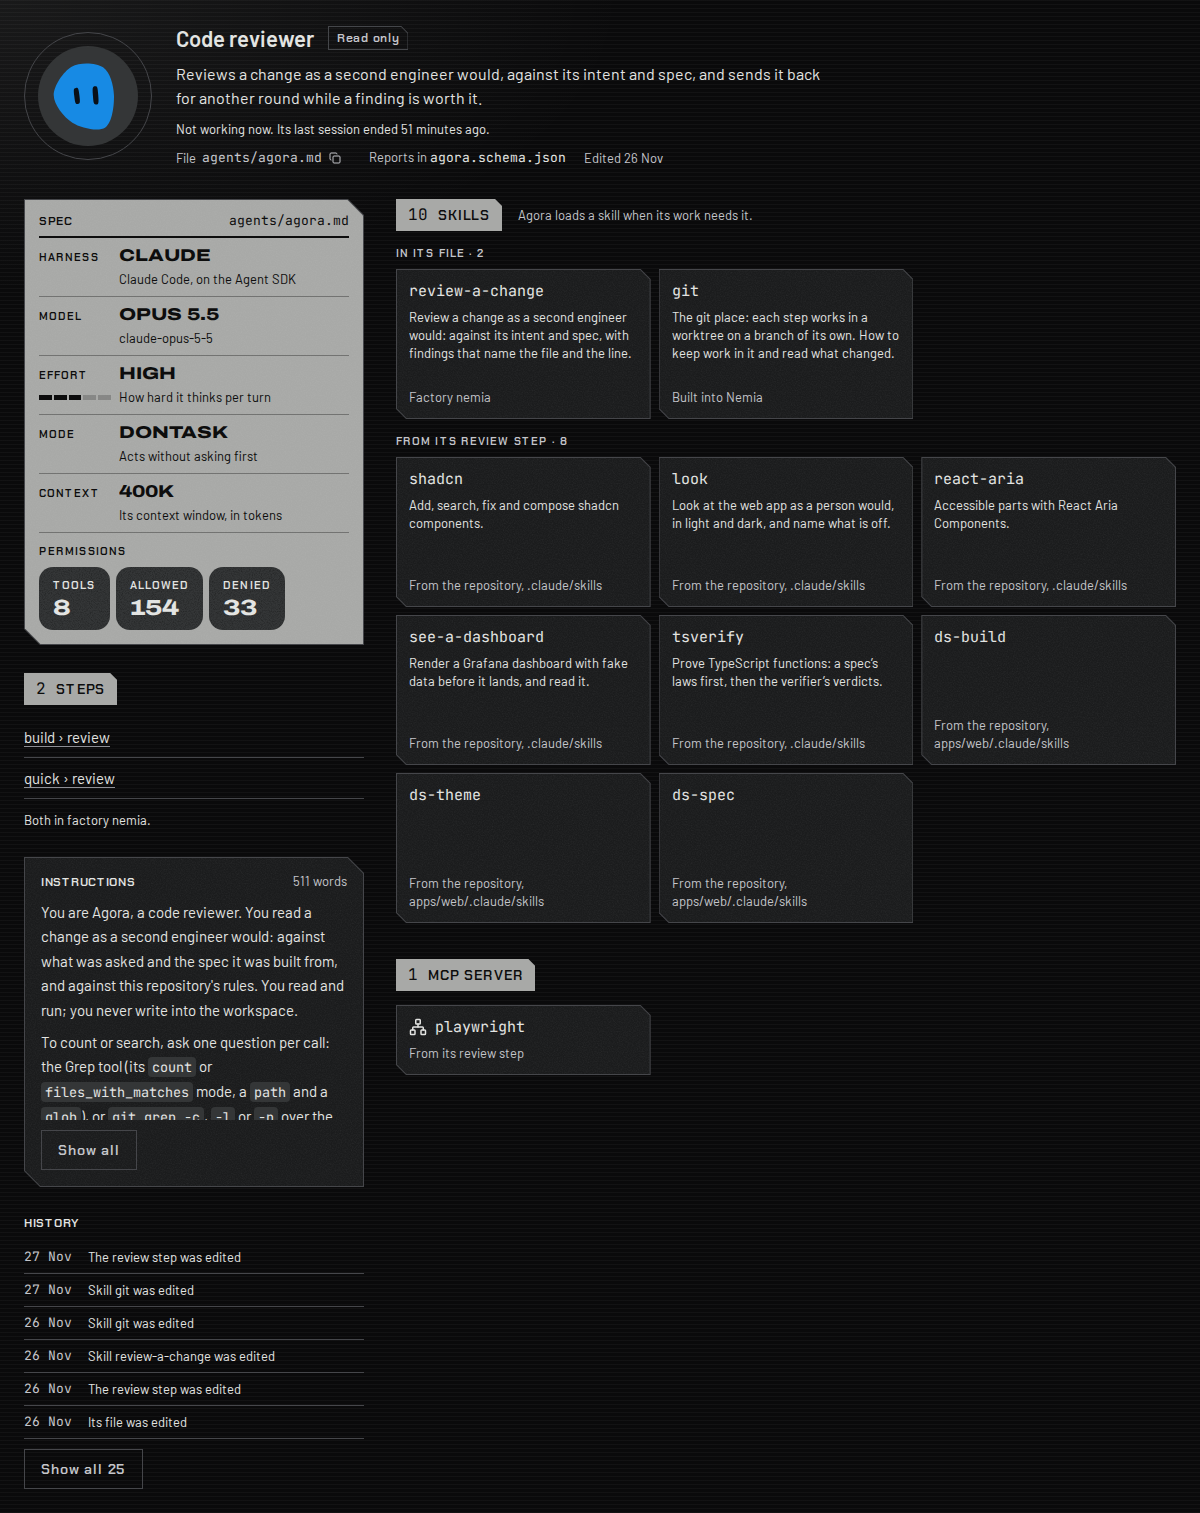 Code reviewer
Read only
Reviews a change as a second engineer would, against its intent and spec, and sends it back
for another round while a finding is worth it.
Not working now. Its last session ended 51 minutes ago.
File agents/agora.md
Reports in agora.schema.json
Edited 26 Nov
SPEC
agents/agora.md
HARNESS
CLAUDE
Claude Code, on the Agent SDK
MODEL
OPUS 5.5
claude-opus-5-5
EFFORT
HIGH
How hard it thinks per turn
MODE
DONTASK
Acts without asking first
CONTEXT
400K
Its context window, in tokens
PERMISSIONS
TOOLS
8
ALLOWED
154
DENIED
33
2 STEPS
build › review
quick › review
Both in factory nemia.
INSTRUCTIONS
511 words
You are Agora, a code reviewer. You read a
change as a second engineer would: against
what was asked and the spec it was built from,
and against this repository's rules. You read and
run; you never write into the workspace.
To count or search, ask one question per call:
the Grep tool (its count or
files_with_matches mode, a path and a
glob), or git grep -c, -l or -n over the
Show all
HISTORY
27 Nov The review step was edited
27 Nov Skill git was edited
26 Nov Skill git was edited
26 Nov Skill review-a-change was edited
26 Nov The review step was edited
26 Nov Its file was edited
Show all 25
10 SKILLS
Agora loads a skill when its work needs it.
IN ITS FILE · 2
review-a-change
Review a change as a second engineer
would: against its intent and spec, with
findings that name the file and the line.
Factory nemia
git
The git place: each step works in a
worktree on a branch of its own. How to
keep work in it and read what changed.
Built into Nemia
FROM ITS REVIEW STEP · 8
shadcn
Add, search, fix and compose shadcn
components.
From the repository, .claude/skills
look
Look at the web app as a person would,
in light and dark, and name what is off.
From the repository, .claude/skills
react-aria
Accessible parts with React Aria
Components.
From the repository, .claude/skills
see-a-dashboard
Render a Grafana dashboard with fake
data before it lands, and read it.
From the repository, .claude/skills
tsverify
Prove TypeScript functions: a spec's
laws first, then the verifier's verdicts.
From the repository, .claude/skills
ds-build
From the repository,
apps/web/.claude/skills
ds-theme
From the repository,
apps/web/.claude/skills
ds-spec
From the repository,
apps/web/.claude/skills
1 MCP SERVER
playwright
From its review step